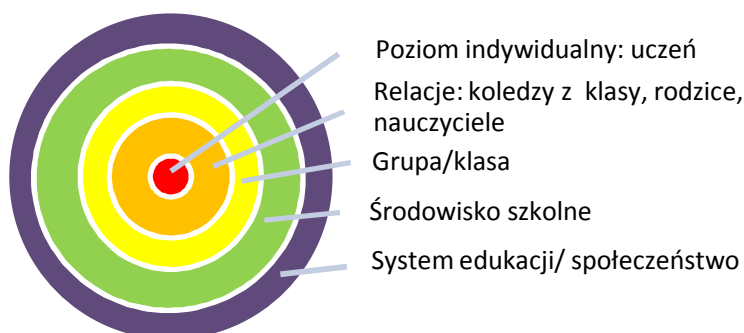 Poziom indywidualny: uczeń
Relacje: koledzy z klasy, rodzice,
nauczyciele
Grupa/klasa
Środowisko szkolne
System edukacji/ społeczeństwo